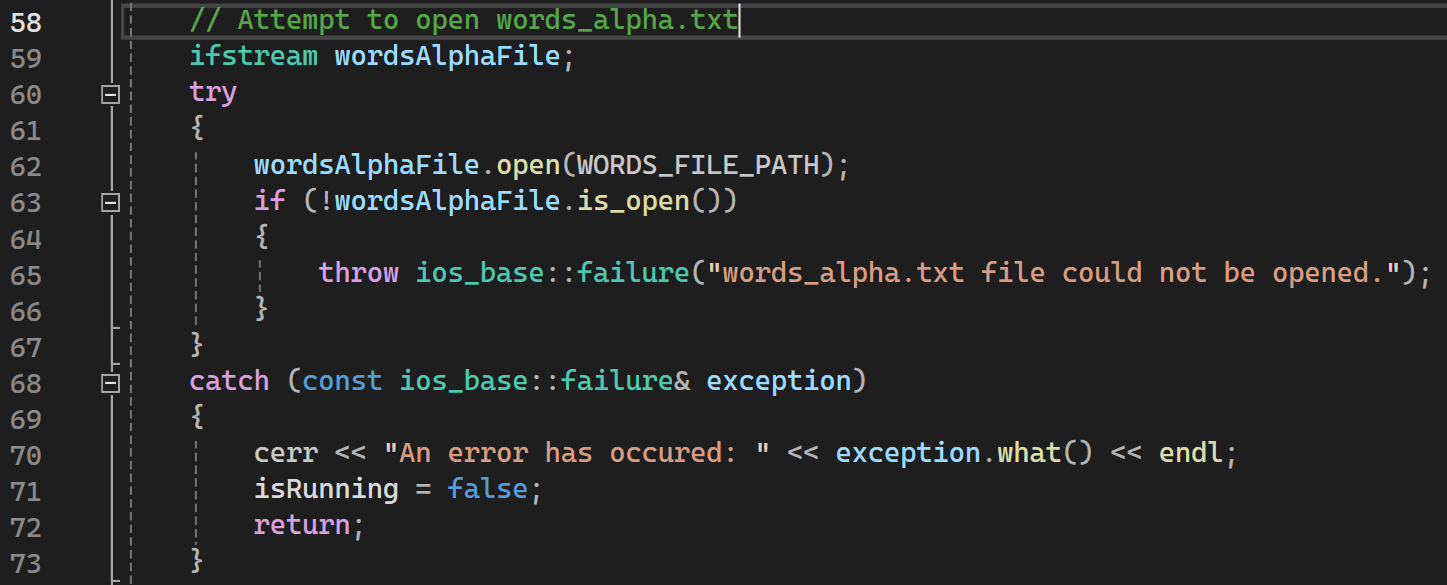 58 // Attempt to open words_alpha.txt
59 ifstream wordsAlphaFile;
60 try
61 {
62 wordsAlphaFile.open(WORDS_FILE_PATH);
63 if (!wordsAlphaFile.is_open())
64 {
65 throw ios_base::failure("words_alpha.txt file could not be opened.");
66 }
67 }
68 catch (const ios_base::failure& exception)
69 {
70 cerr << "An error has occured: " << exception.what() << endl;
71 isRunning = false;
72 return;
73 }